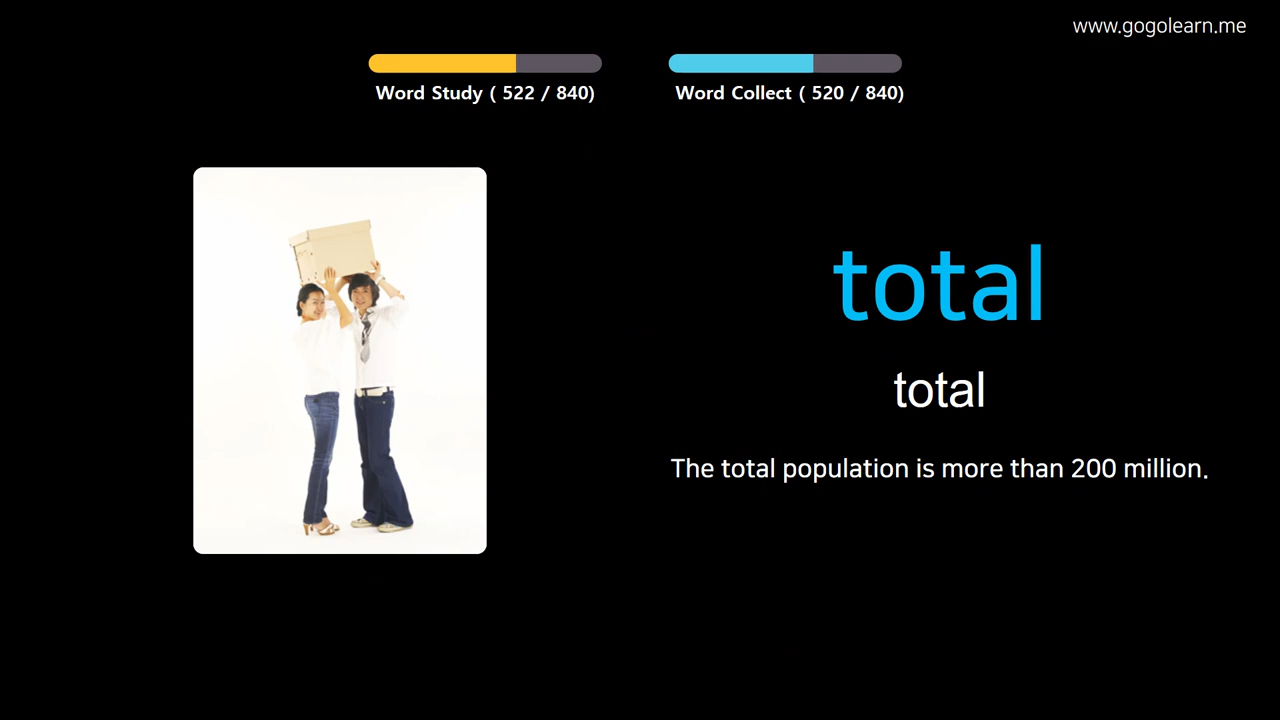 www.gogolearn.me
Word Study ( 522 / 840)
Word Collect ( 520 / 840)
total
total
The total population is more than 200 million.